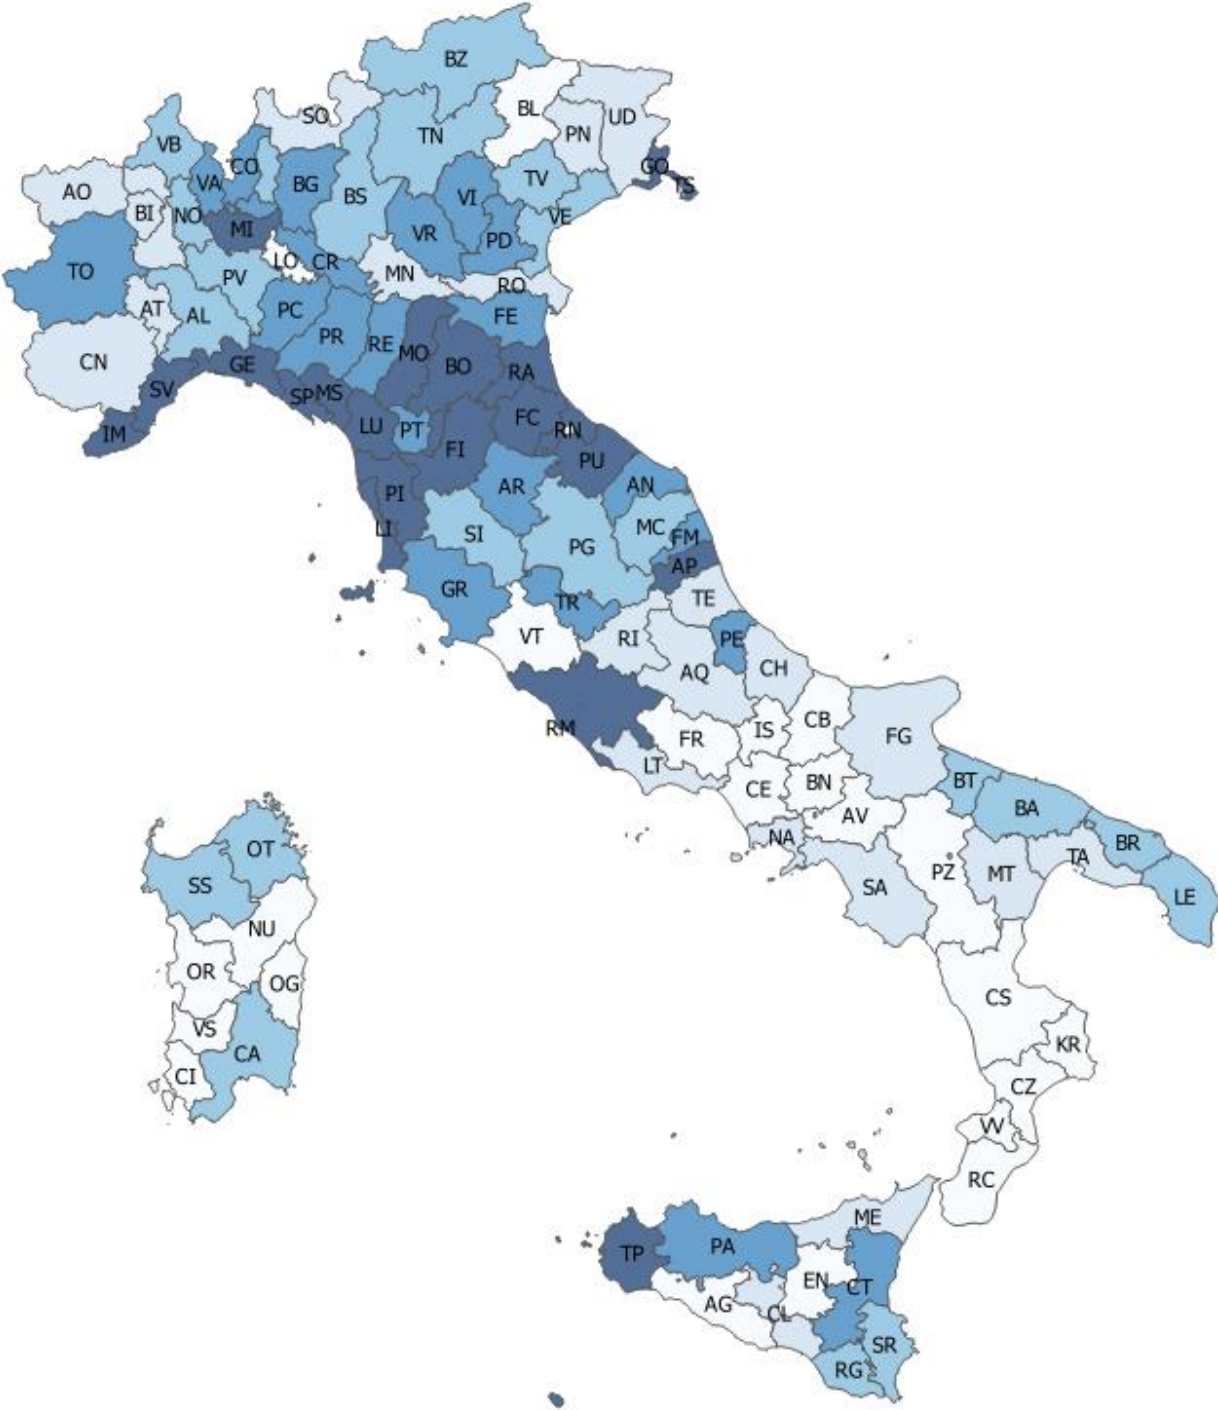 BZ
BL
UD
SO
PN
TN
VB
GO
CO
TS
VA
BG
TV
AO
BS
VI
BI
NO
VE
MI
VR
PD
LO
CR
TO
MN
PV
RO
AT
AL
PC
FE
PR
RE
MO
CN
GE
BO
RA
SV
SP
MS
FC
LU
PT
RN
IM
FI
PU
AR
AN
PI
LI
MC
SI
FM
PG
AP
GR
TR
TE
VT
RI
PE
AQ
CH
RM
IS
CB
FR
FG
LT
CE
BN
BT
BA
AV
NA
BR
OT
TA
PZ
MT
SS
SA
LE
NU
OR
OG
CS
VS
KR
CA
CI
CZ
VV
RC
ME
PA
TP
EN
CT
AG
CL
SR
RG